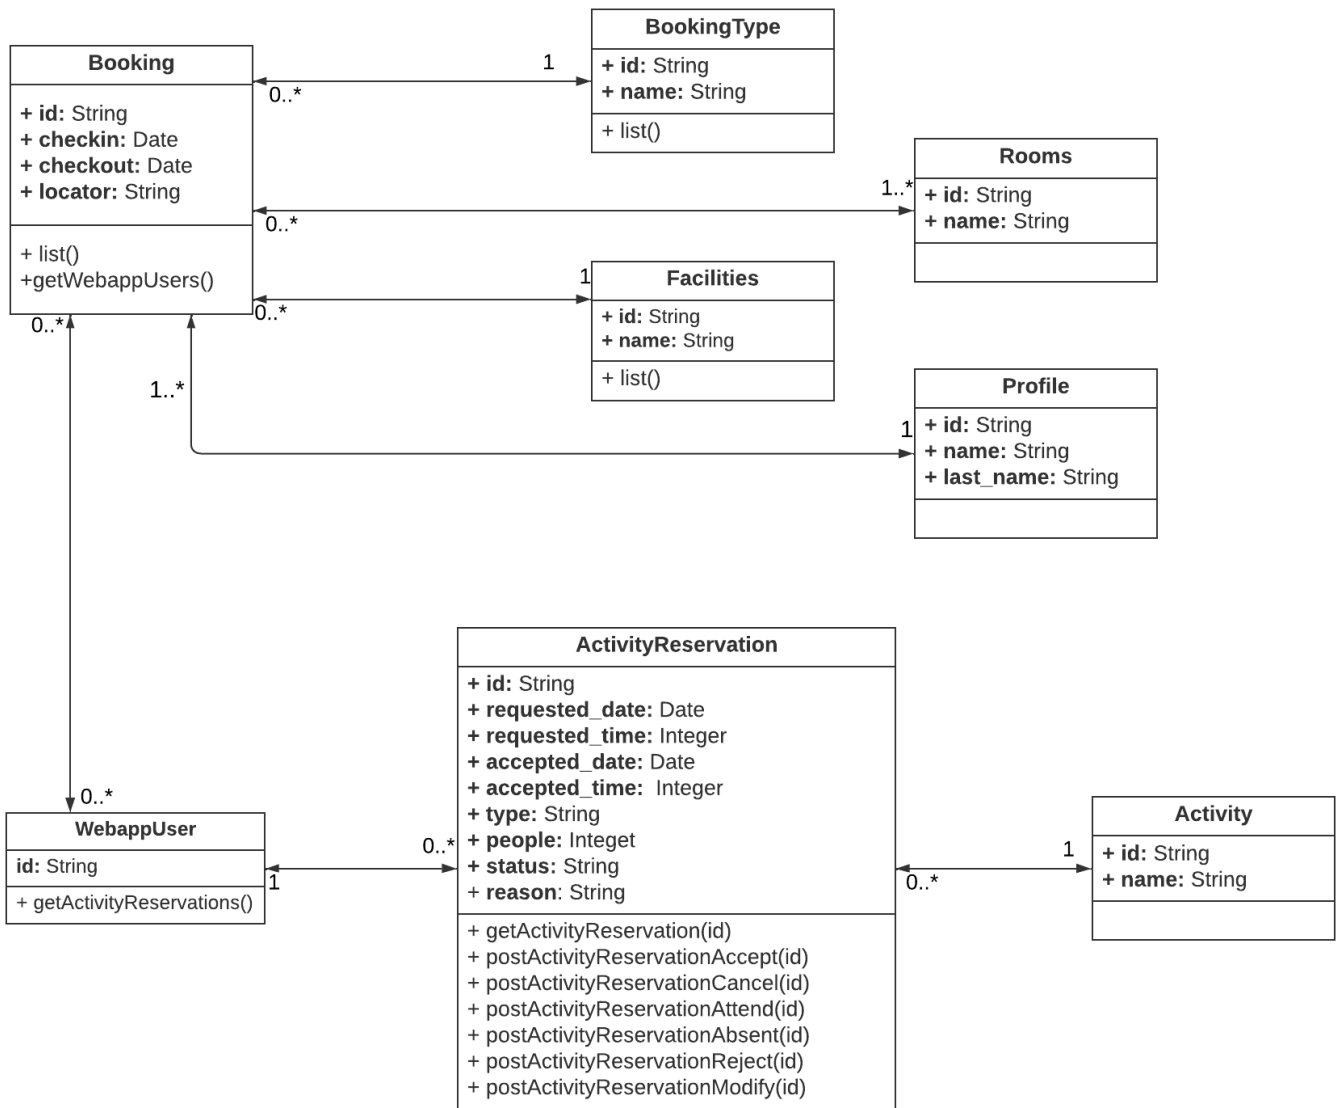 BookingType
+ id: String
+ name: String
+ list()
Booking
+ id: String
+ checkin: Date
+ checkout: Date
+ locator: String
+ list()
+getWebappUsers()
1
0..*
Rooms
+ id: String
+ name: String
1..*
0..*
Facilities
+ id: String
+ name: String
+ list()
1
0..*
0..*
1..*
Profile
+ id: String
+ name: String
+ last_name: String
1
ActivityReservation
+ id: String
+ requested_date: Date
+ requested_time: Integer
+ accepted_date: Date
+ accepted_time: Integer
+ type: String
+ people: Integet
+ status: String
+ reason: String
+ getActivityReservation(id)
+ postActivityReservationAccept(id)
+ postActivityReservationCancel(id)
+ postActivityReservationAttend(id)
+ postActivityReservationAbsent(id)
+ postActivityReservationReject(id)
+ postActivityReservationModify(id)
0..*
WebappUser
id: String
+ getActivityReservations()
1
0..*
Activity
+ id: String
+ name: String
1
0..*